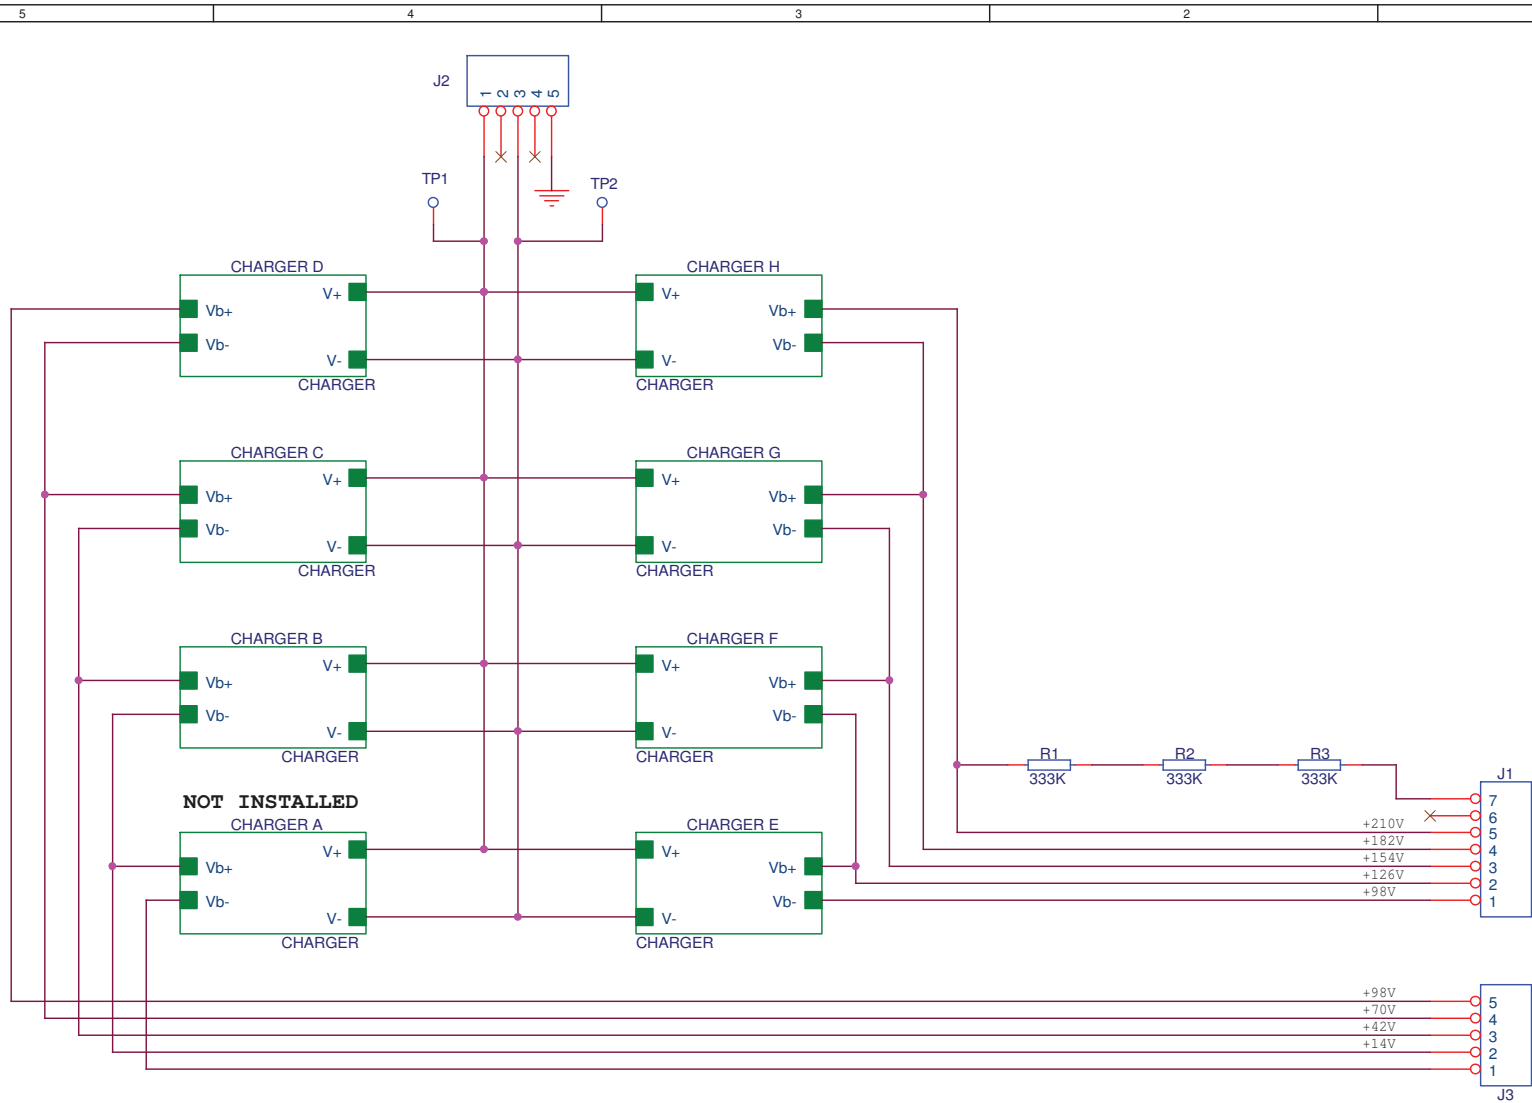 5 4 3 2
J2
1 2 3 4 5
TP1 TP2
CHARGER D CHARGER H
V+ V+
Vb+ Vb+
Vb- Vb-
V- V-
CHARGER CHARGER
CHARGER C CHARGER G
V+ V+
Vb+ Vb+
Vb- Vb-
V- V-
CHARGER CHARGER
CHARGER B CHARGER F
V+ V+
Vb+ Vb+
Vb- Vb-
V- V-
CHARGER CHARGER
R1 R2 R3
333K 333K 333K
J1
NOT INSTALLED
CHARGER A CHARGER E
V+ V+
Vb+ Vb+
Vb- Vb-
V- V-
CHARGER CHARGER
7
6
+210V 5
+182V 4
+154V 3
+126V 2
+98V 1
+98V 5
+70V 4
+42V 3
+14V 2
1
J3